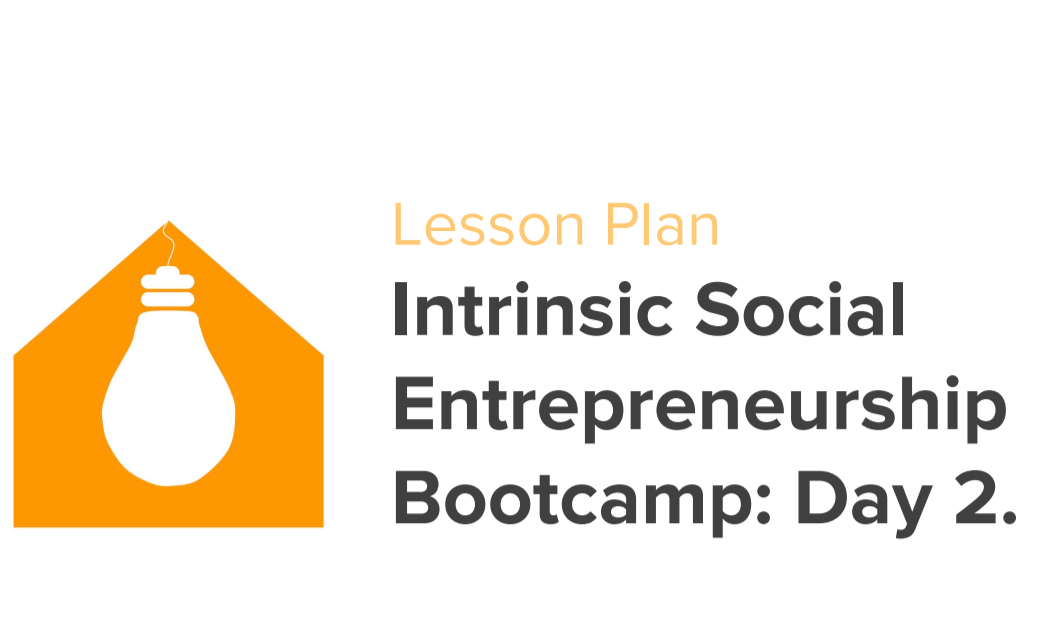 Lesson Plan
Intrinsic Social
Entrepreneurship
Bootcamp: Day 2.